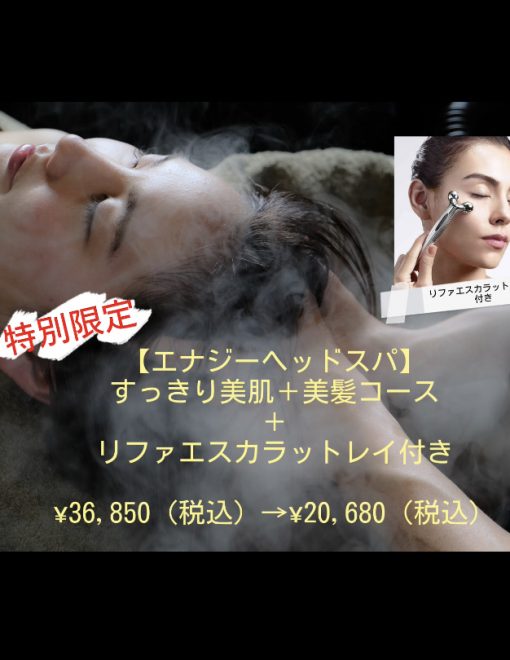 リファエスカラット
付き
特別限定
【エナジーヘッドスパ】
すっきり美肌＋美髪コース
＋
リファエスカラットレイ付き
¥36,850（税込）→¥20,680（税込）